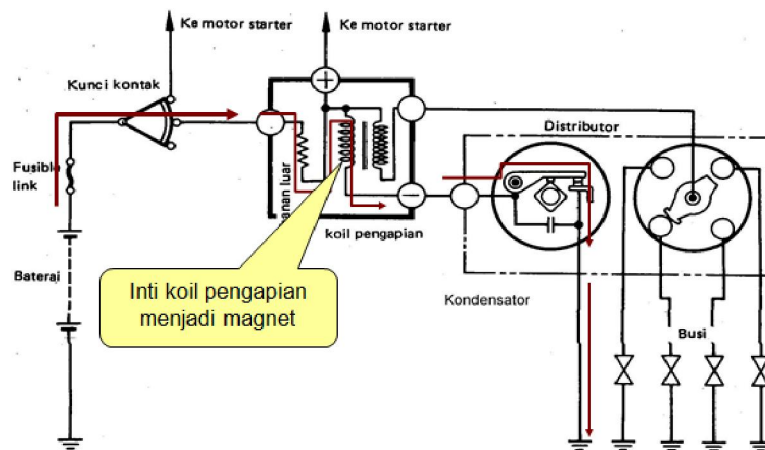 Ke motor starter
Ke motor starter
Kunci kontak
+
Distributor
Fusible
link
anan luar
−
koil pengapian
Baterai
Kondensator
Inti koil pengapian
menjadi magnet
Busi